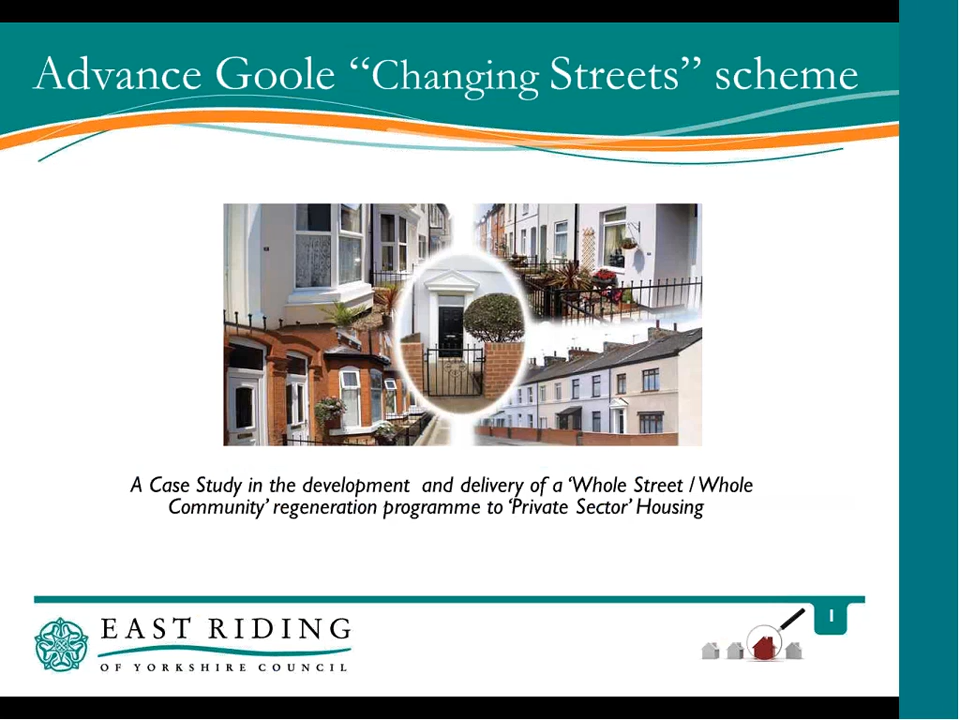 Advance Goole “Changing Streets” scheme
A Case Study in the development and delivery of a ‘Whole Street / Whole
Community’ regeneration programme to ‘Private Sector’ Housing
1
EAST RIDING
OF YORKSHIRE COUNCIL